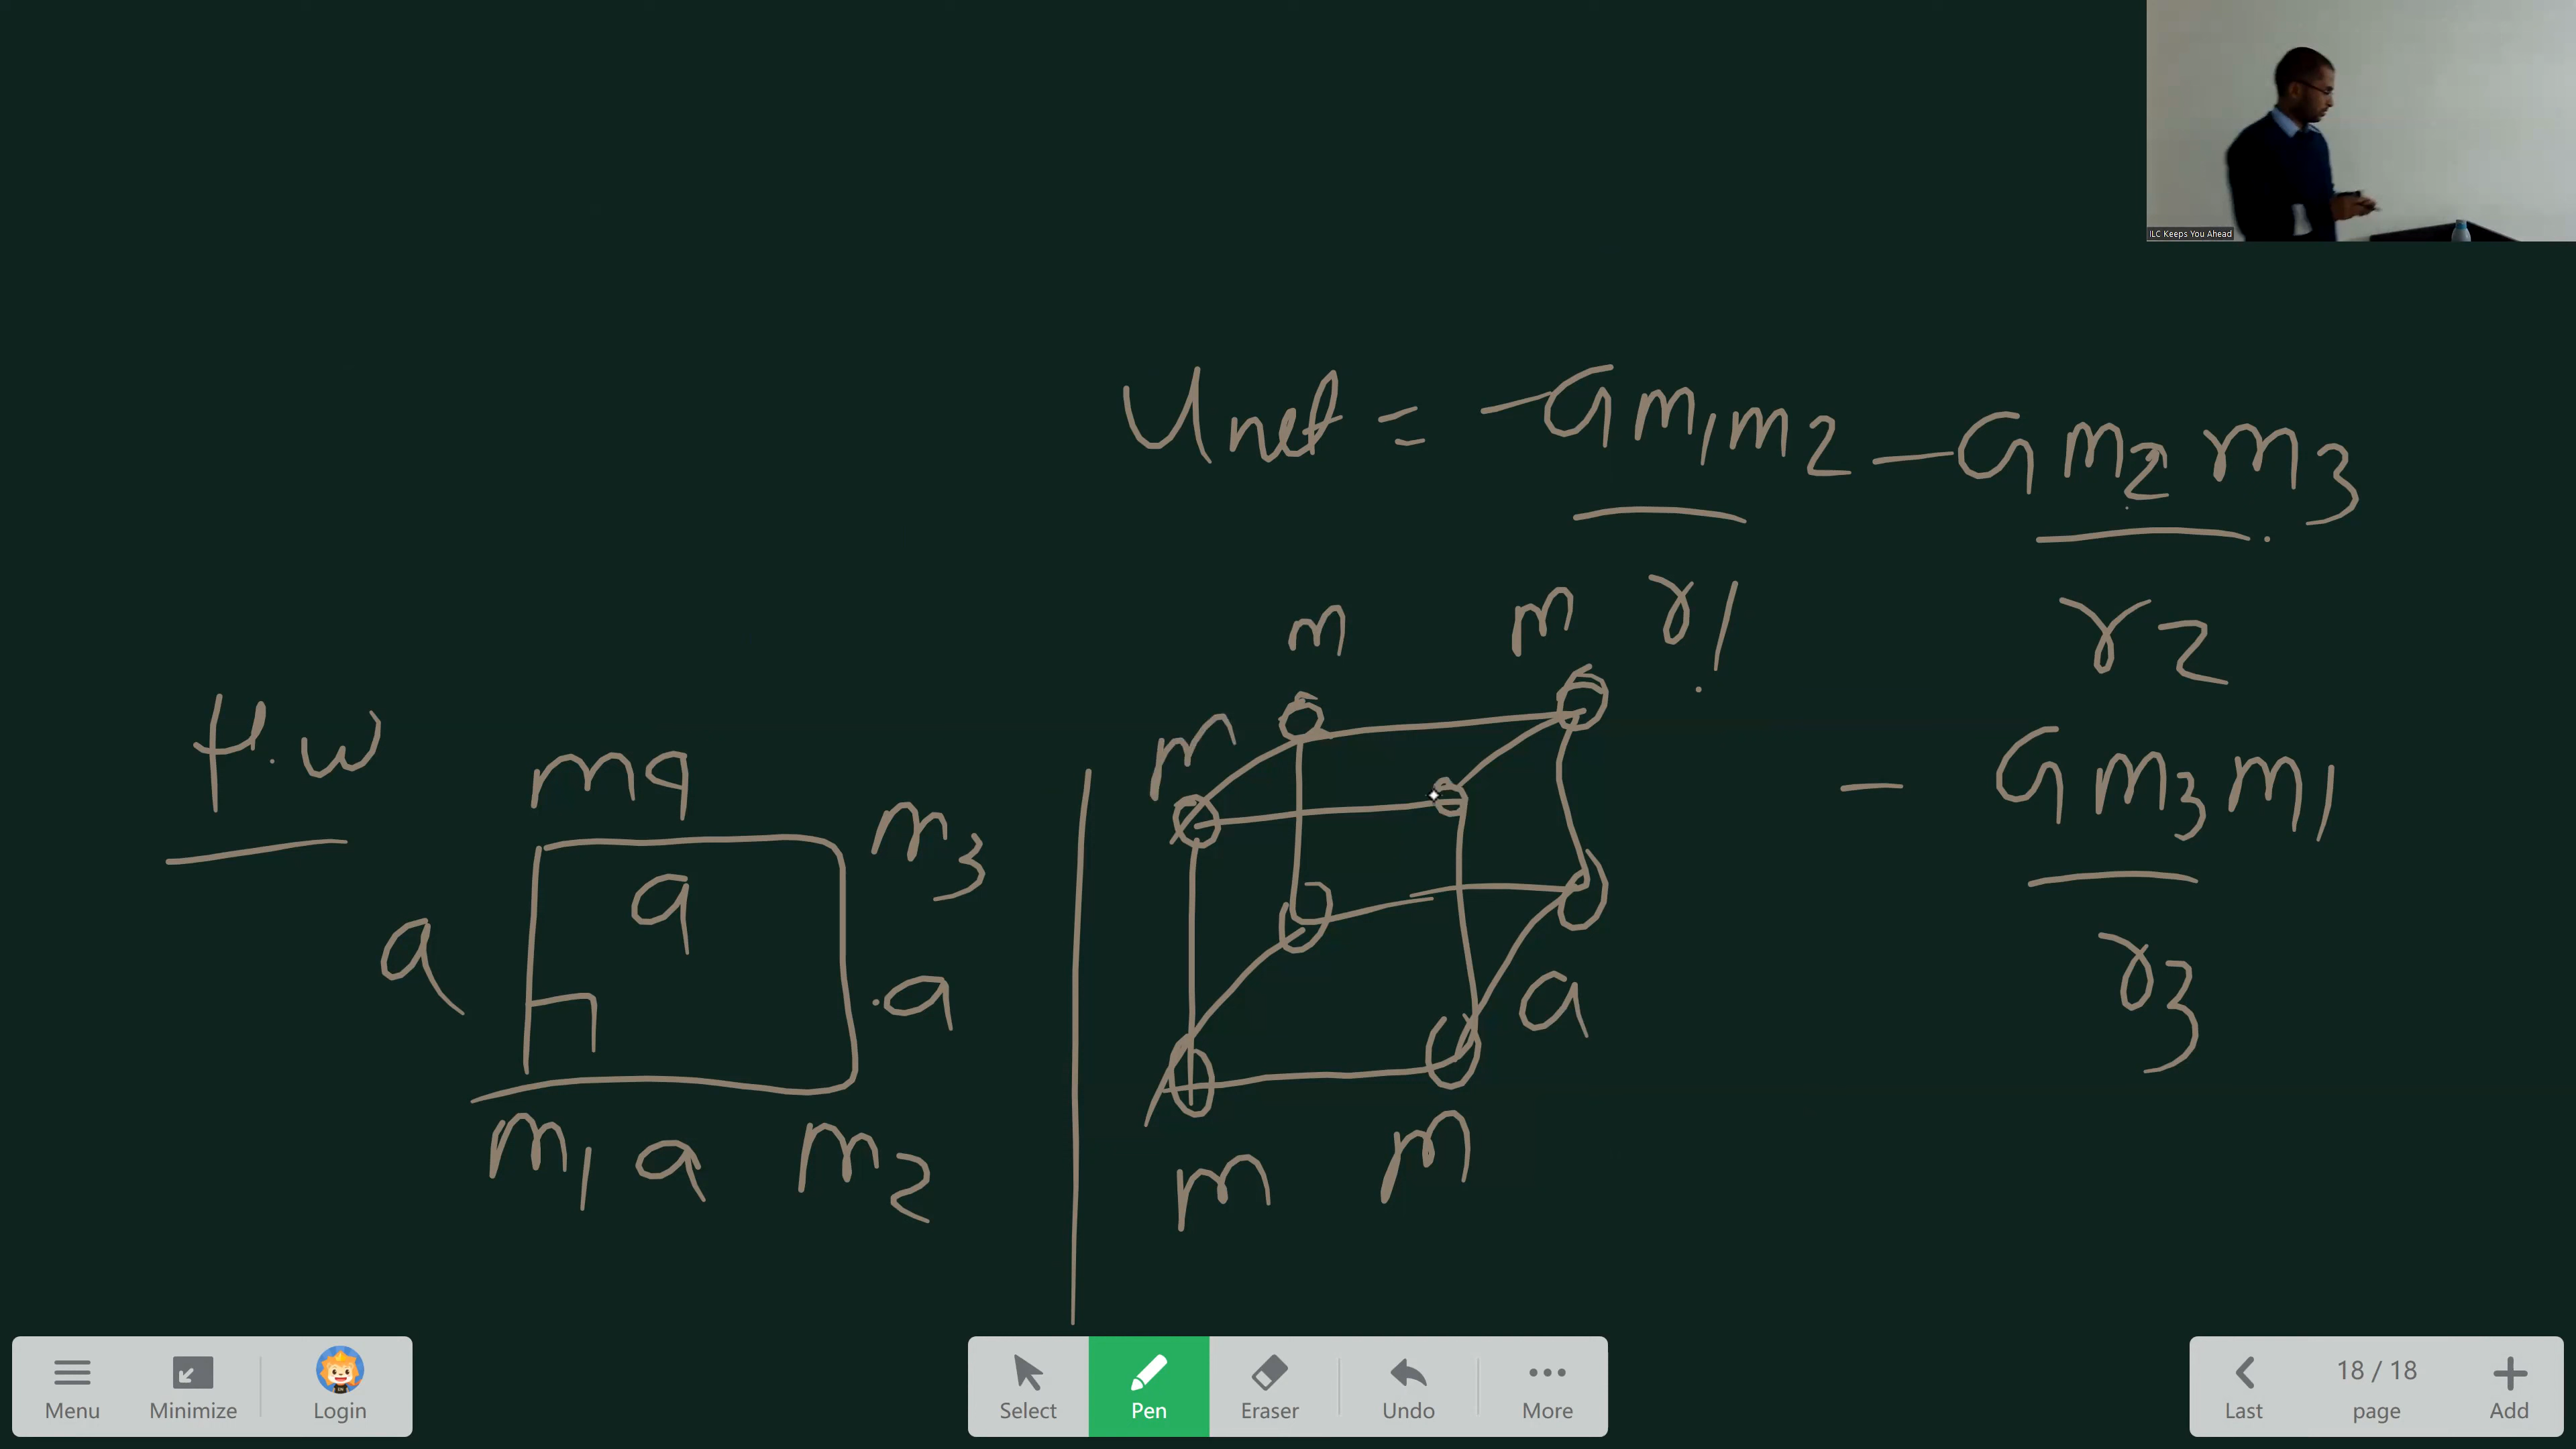 ILC Keeps You Ahead
Unet = -Gm1m2 - Gm2m3
r1 r2
- Gm3m1
r3
H.W
m4 m3
a a a
m1 a m2
m m
m
a
m m
Menu Minimize Login
Select Pen Eraser Undo More
18 / 18
Last page Add